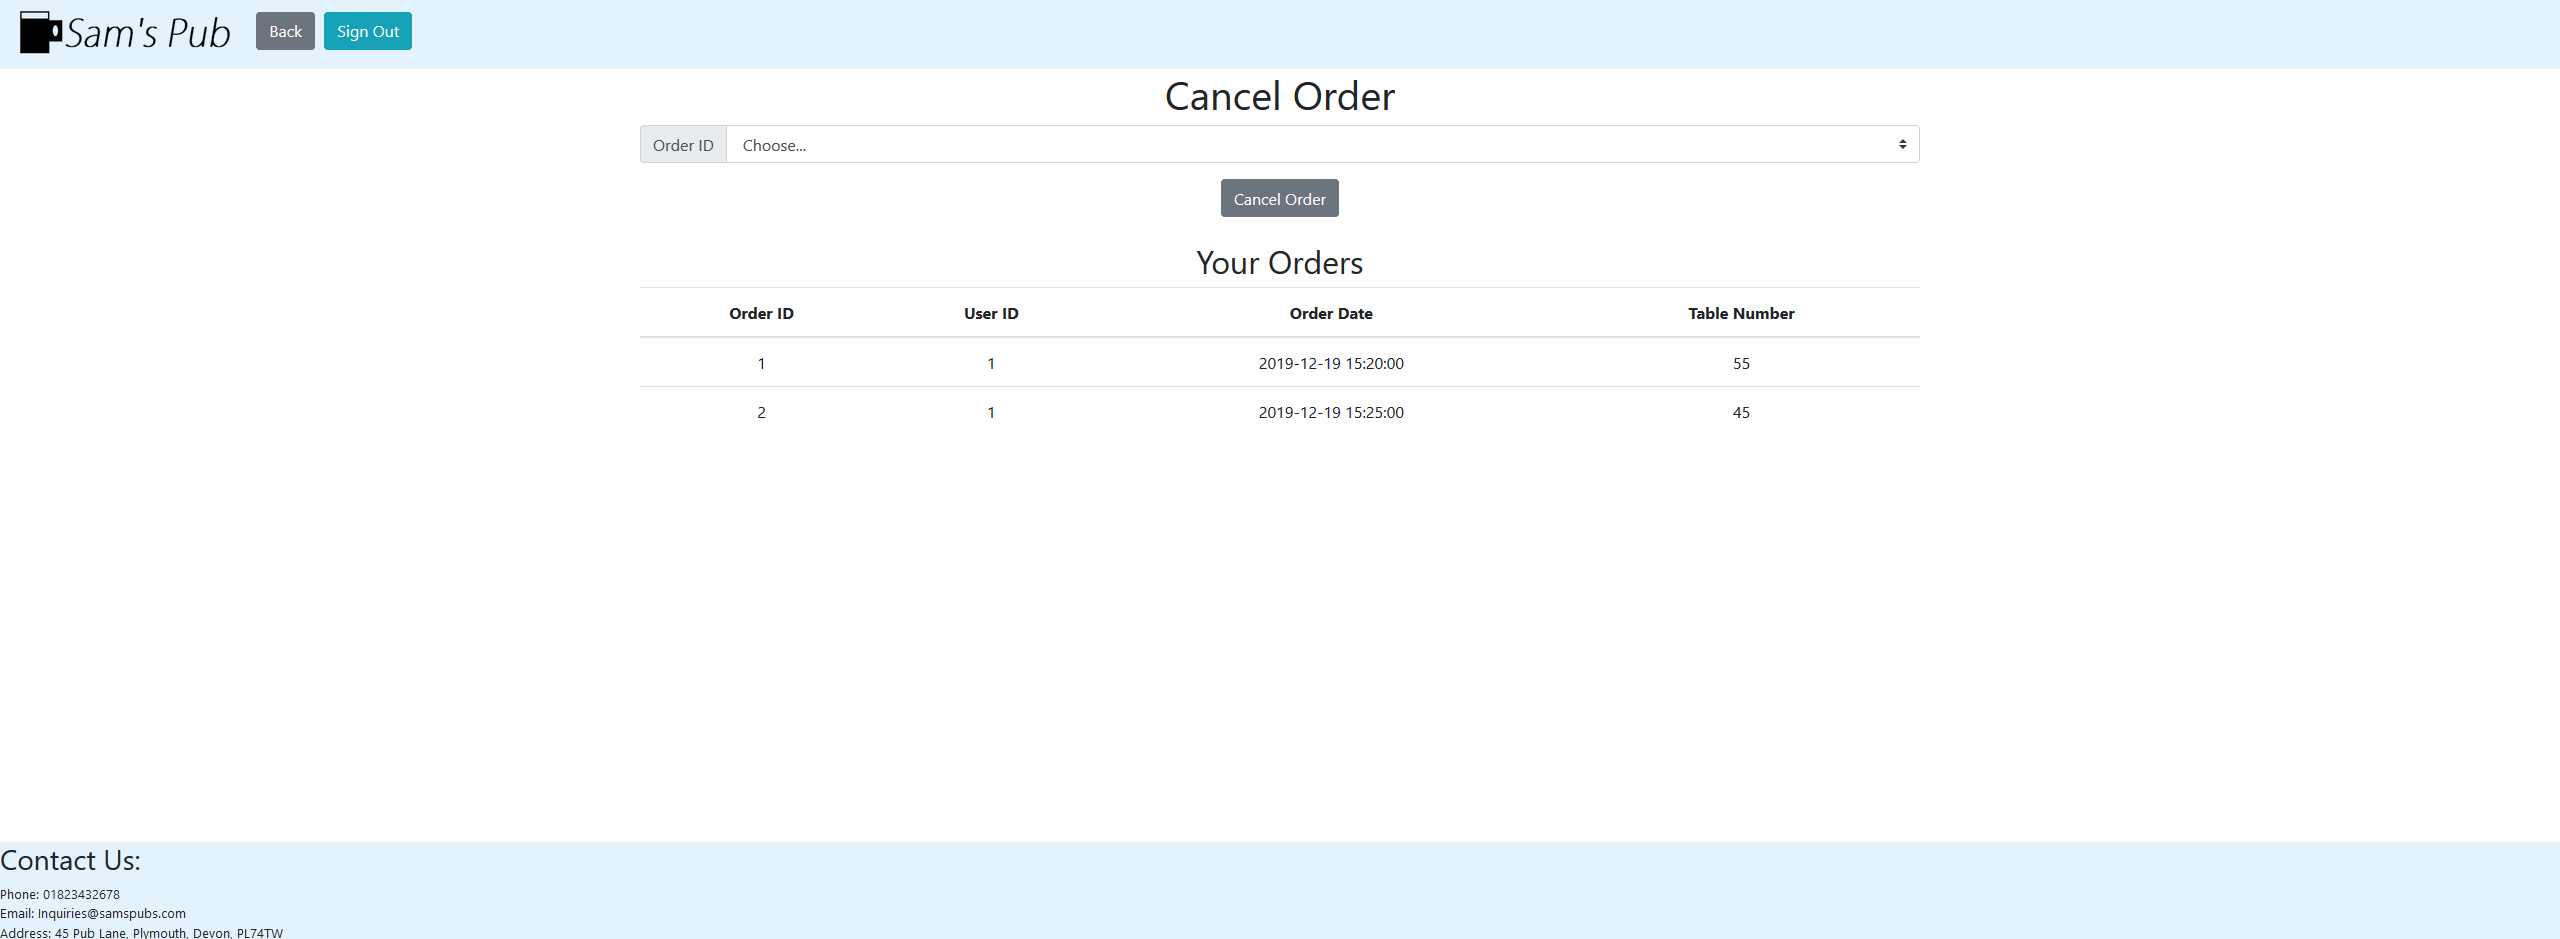 Sam's Pub Back Sign Out
Cancel Order
Order ID Choose...
Cancel Order
Your Orders
Order ID User ID Order Date Table Number
1 1 2019-12-19 15:20:00 55
2 1 2019-12-19 15:25:00 45
Contact Us:
Phone: 01823432678
Email: Inquiries@samspubs.com
Address: 45 Pub Lane, Plymouth, Devon, PL74TW